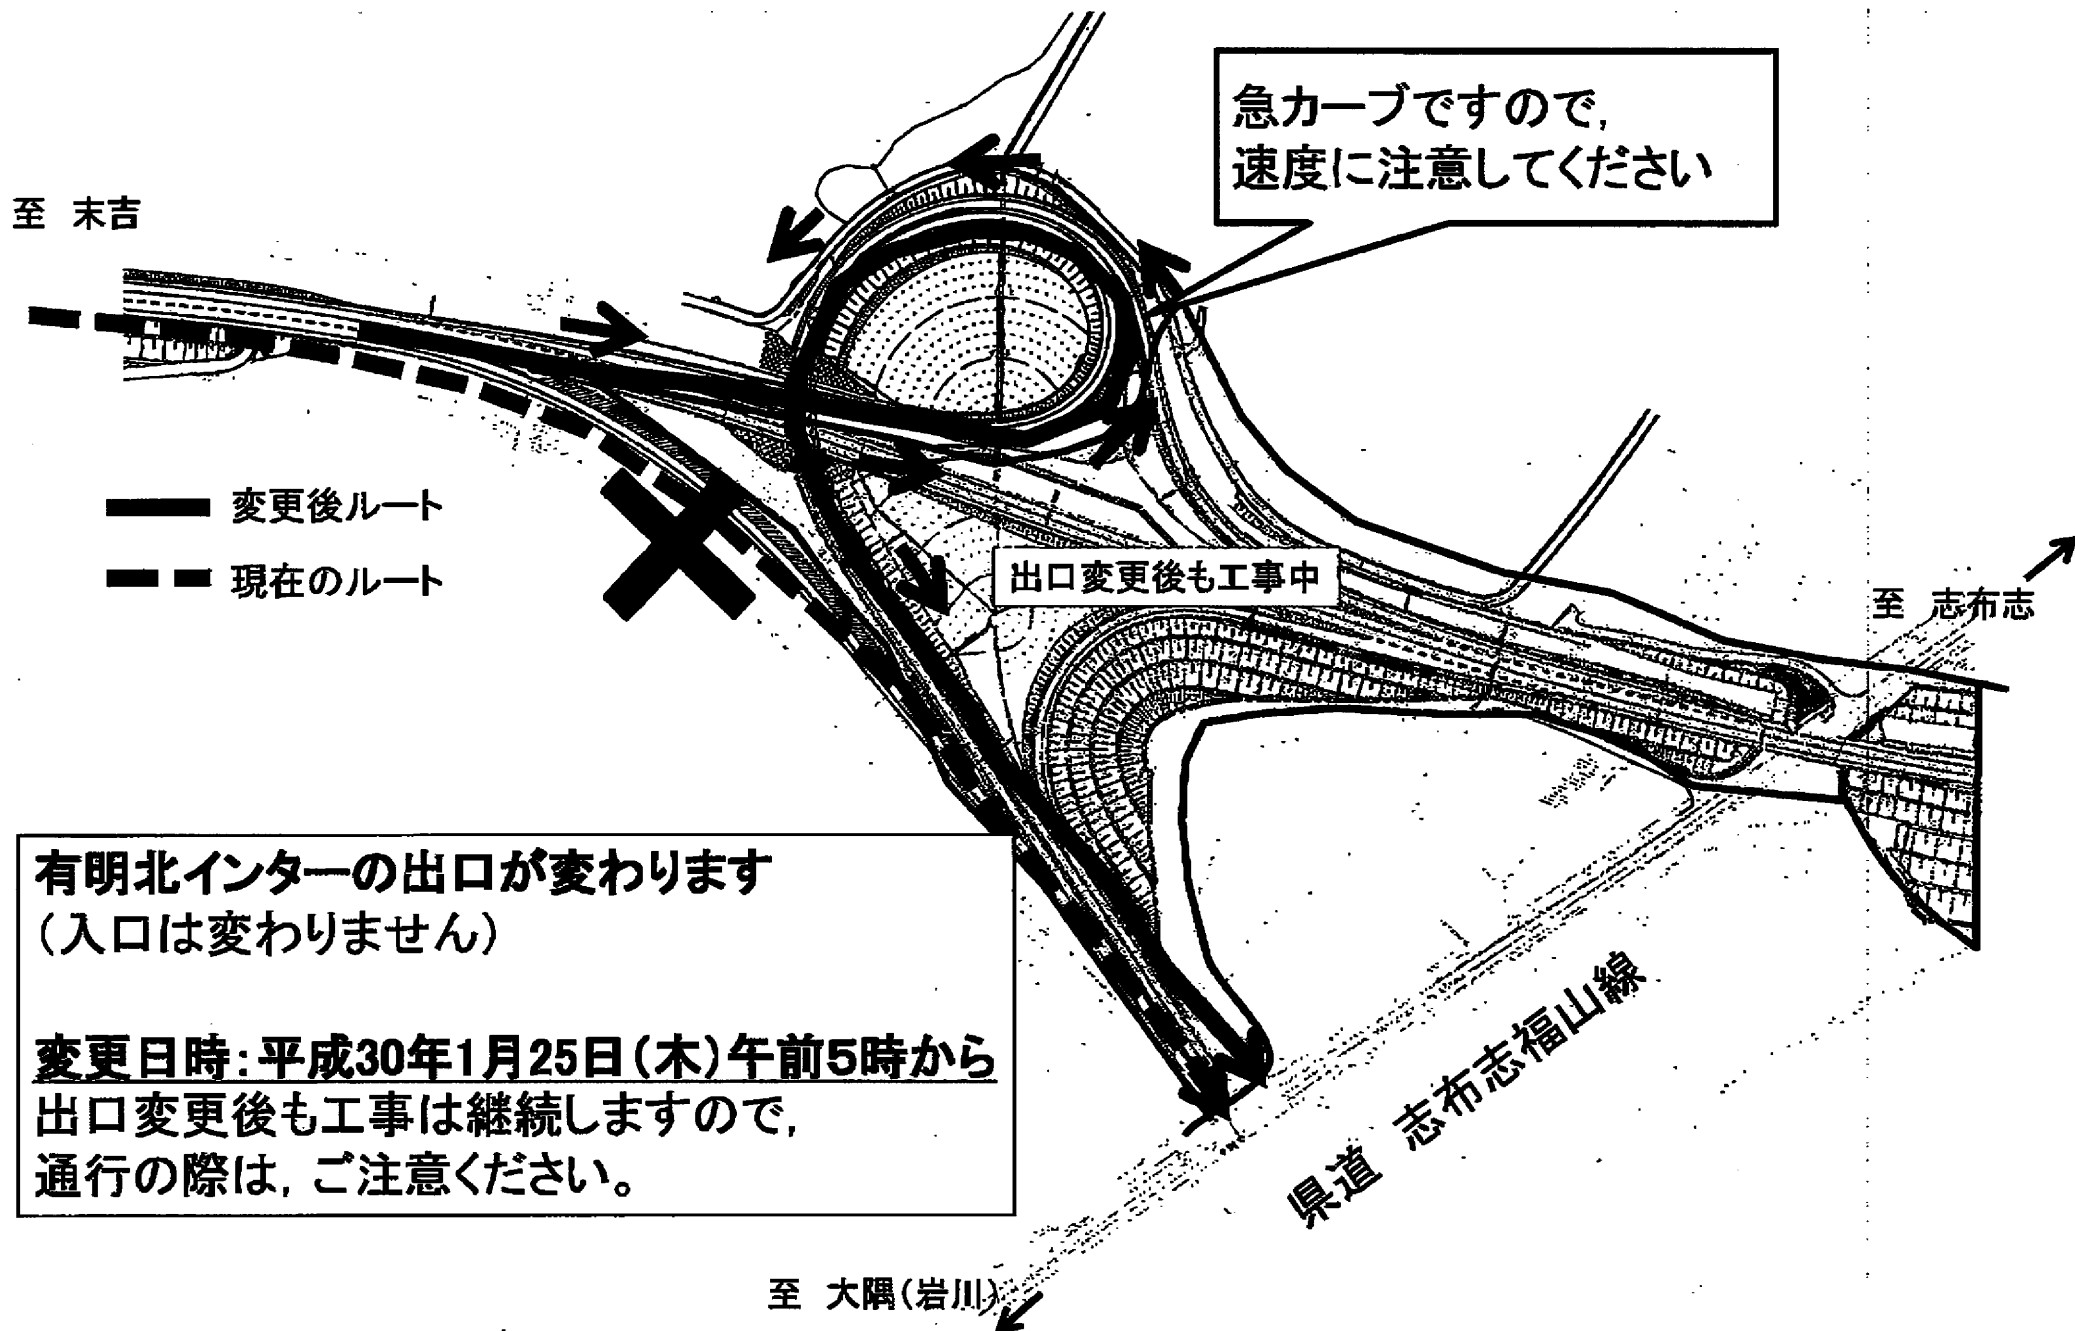 急カーブですので,
速度に注意してください
至 末吉
変更後ルート
現在のルート
出口変更後も工事中
至 志布志
有明北インターの出口が変わります
(入口は変わりません)
変更日時:平成30年1月25日(木)午前5時から
出口変更後も工事は継続しますので,
通行の際は,ご注意ください。
県道 志布志福山線
至 大隅(岩川)